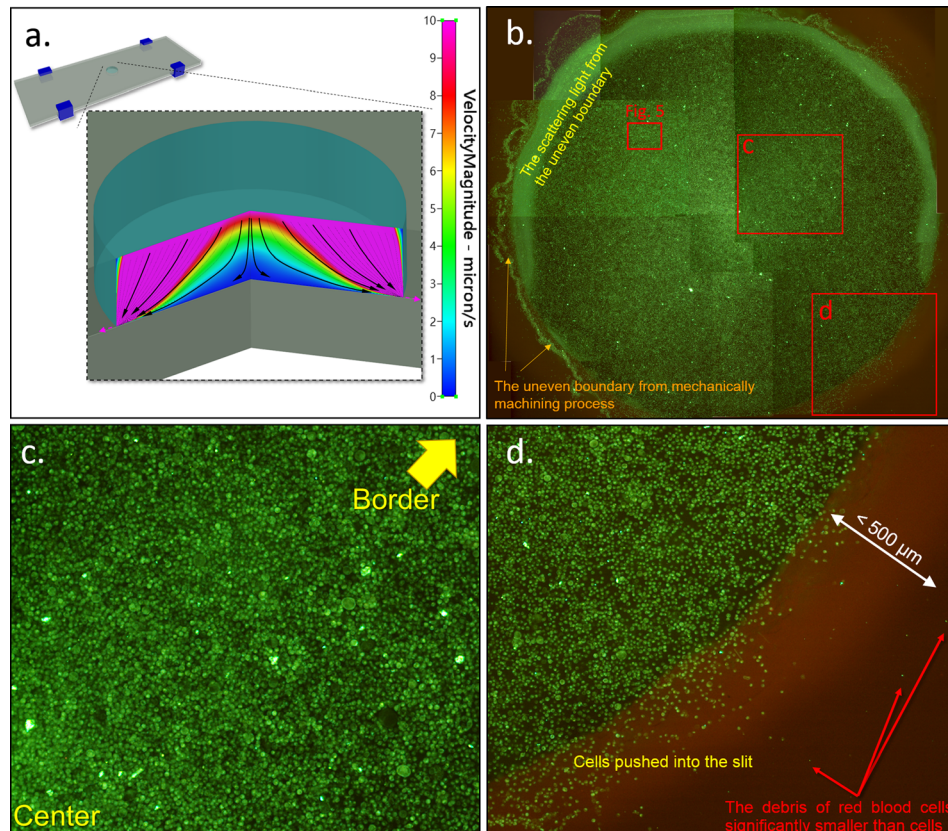 a.
10
9
8
7
6
5
4
3
2
1
0
VelocityMagnitude - micron/s
b.
The scattering light from
the uneven boundary
Fig. 5
c
d
The uneven boundary from mechanically
machining process
c.
Border
Center
d.
< 500 µm
Cells pushed into the slit
The debris of red blood cells
significantly smaller than cells